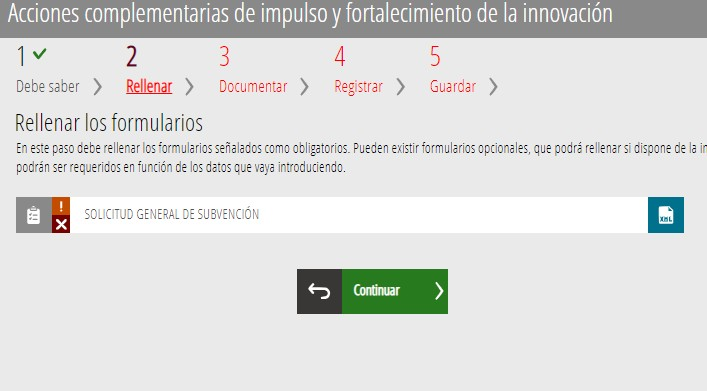 Acciones complementarias de impulso y fortalecimiento de la innovación
1 2 3 4 5
Debe saber Rellenar Documentar Registrar Guardar
Rellenar los formularios
En este paso debe rellenar los formularios señalados como obligatorios. Pueden existir formularios opcionales, que podrá rellenar si dispone de la
podrán ser requeridos en función de los datos que vaya introduciendo.
! SOLICITUD GENERAL DE SUBVENCIÓN XML
Continuar